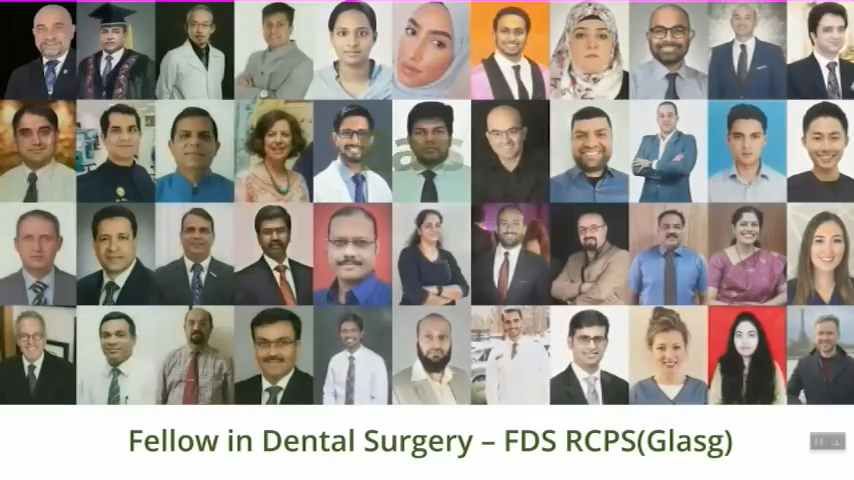 Fellow in Dental Surgery – FDS RCPS(Glasg)